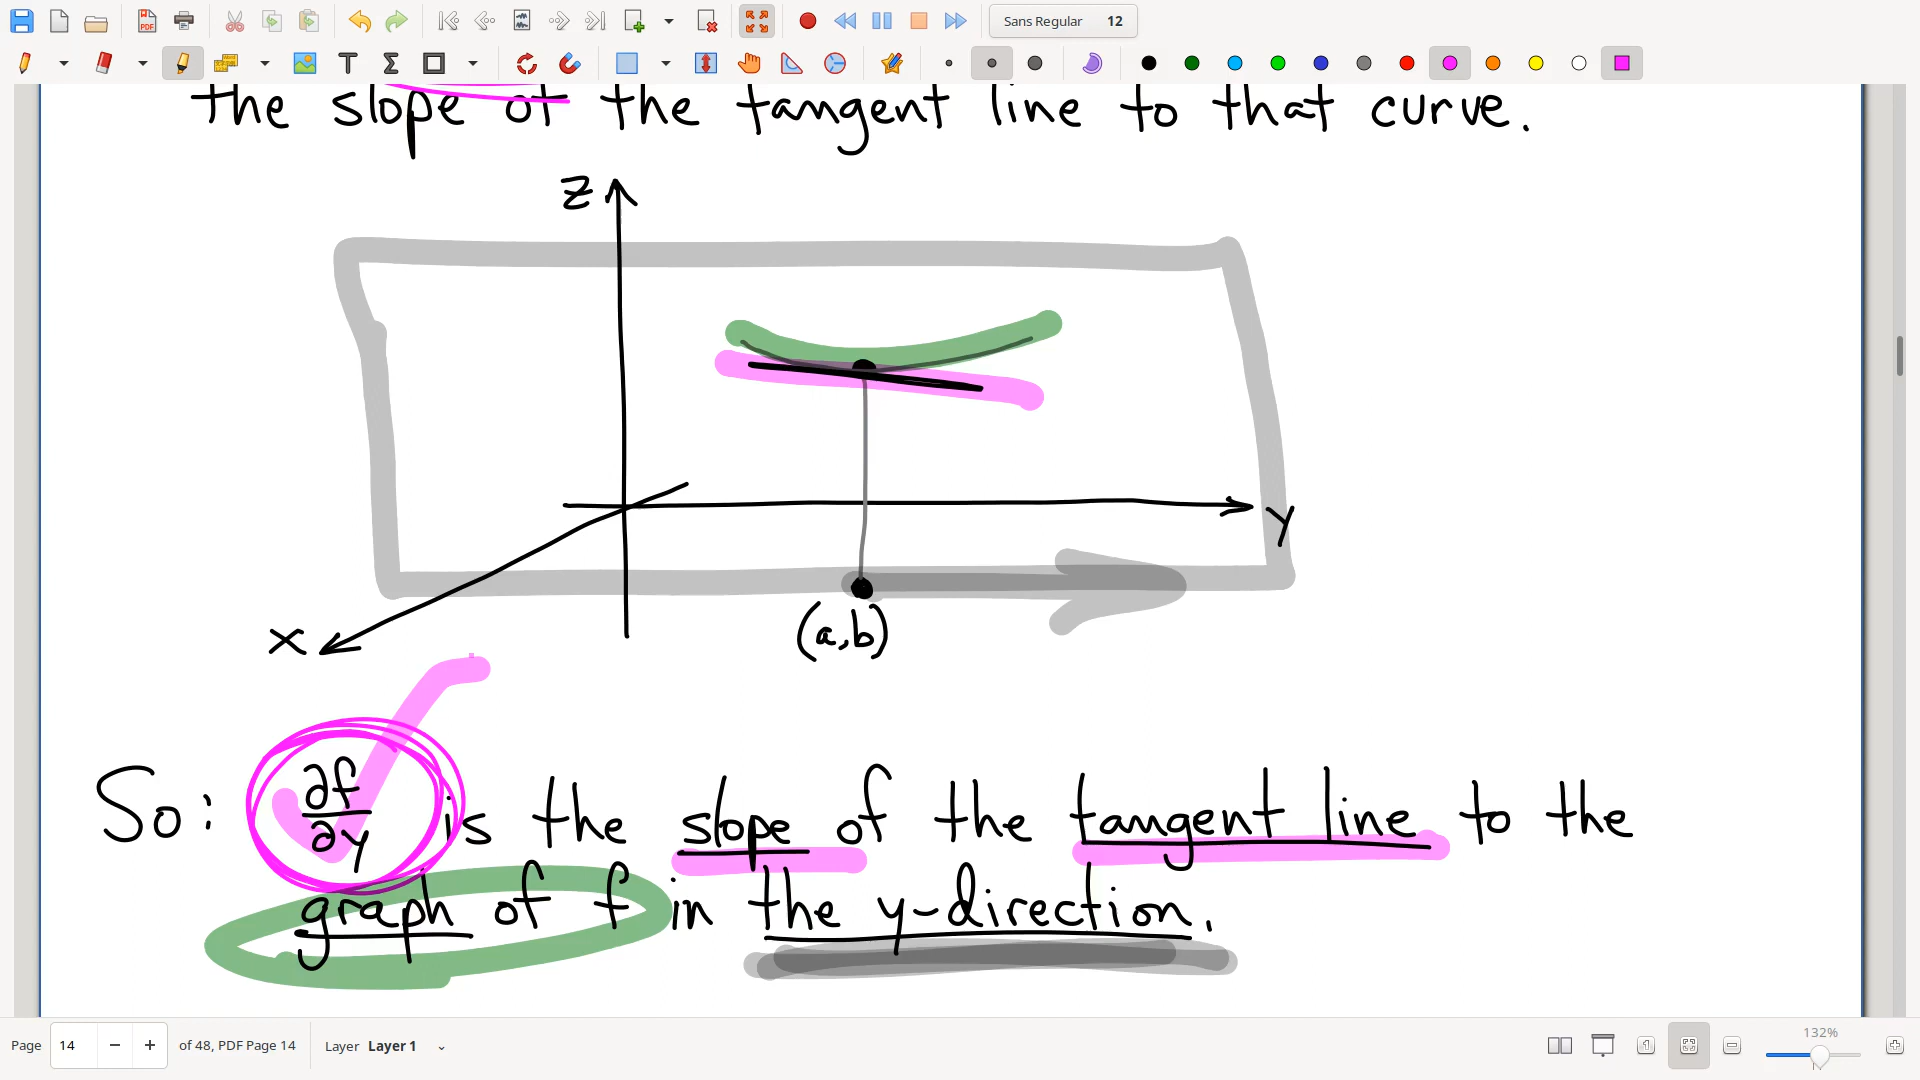 Sans Regular 12
the slope of the tangent line to that curve.
z
y
x
(a,b)
So: ∂f/∂y is the slope of the tangent line to the
graph of f in the y-direction.
Page 14 − + of 48, PDF Page 14 Layer Layer 1 132%